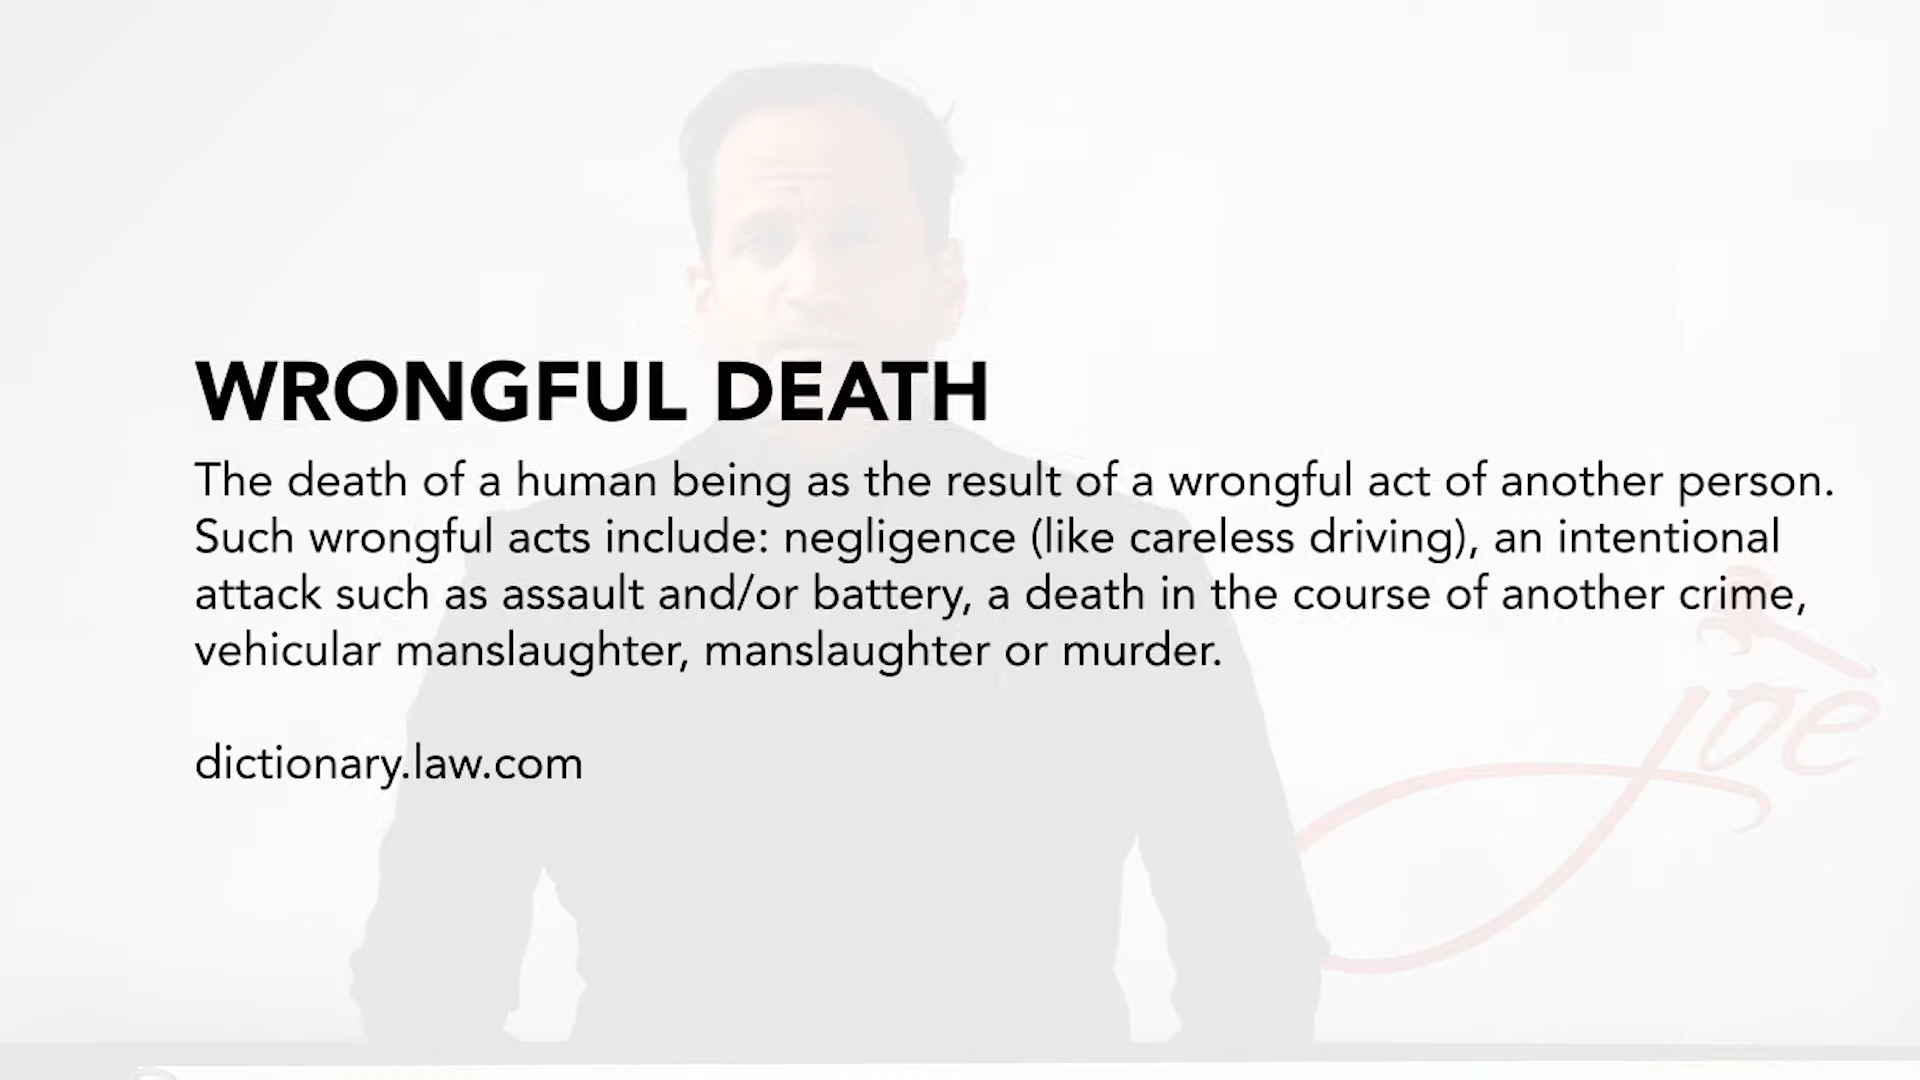 WRONGFUL DEATH
The death of a human being as the result of a wrongful act of another person.
Such wrongful acts include: negligence (like careless driving), an intentional
attack such as assault and/or battery, a death in the course of another crime,
vehicular manslaughter, manslaughter or murder.
dictionary.law.com
joe